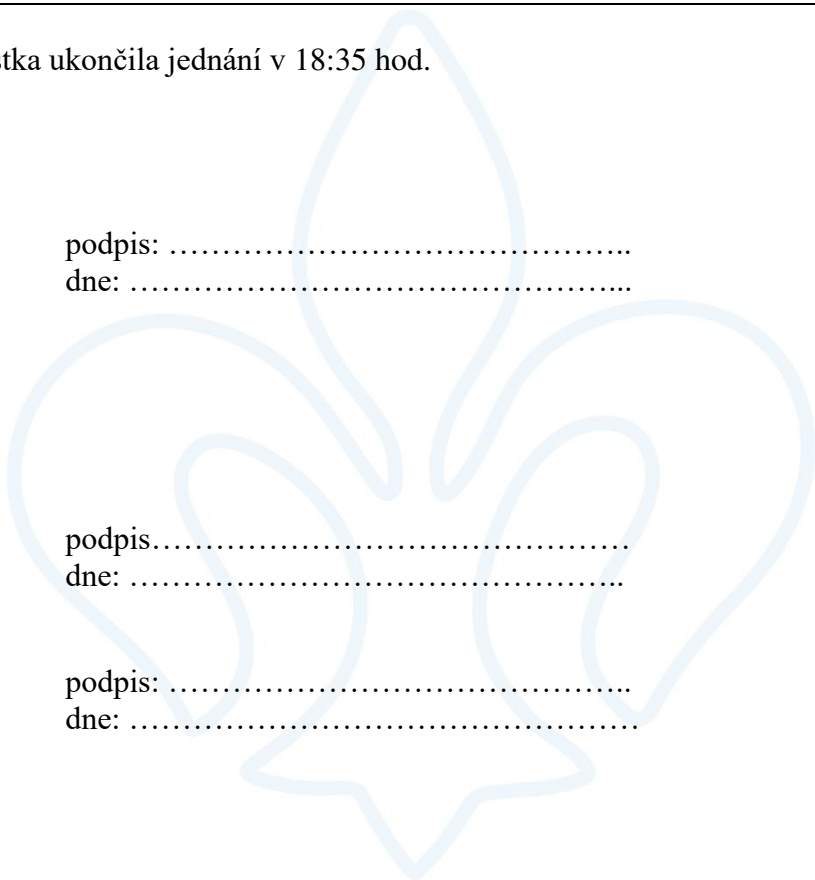 ukončila jednání v 18:35 hod.
podpis: ………………………………………..
dne: …………………………………………...
podpis………………………………………
dne: ………………………………………….. 
podpis: ………………………………………..
dne: ……………………………………………